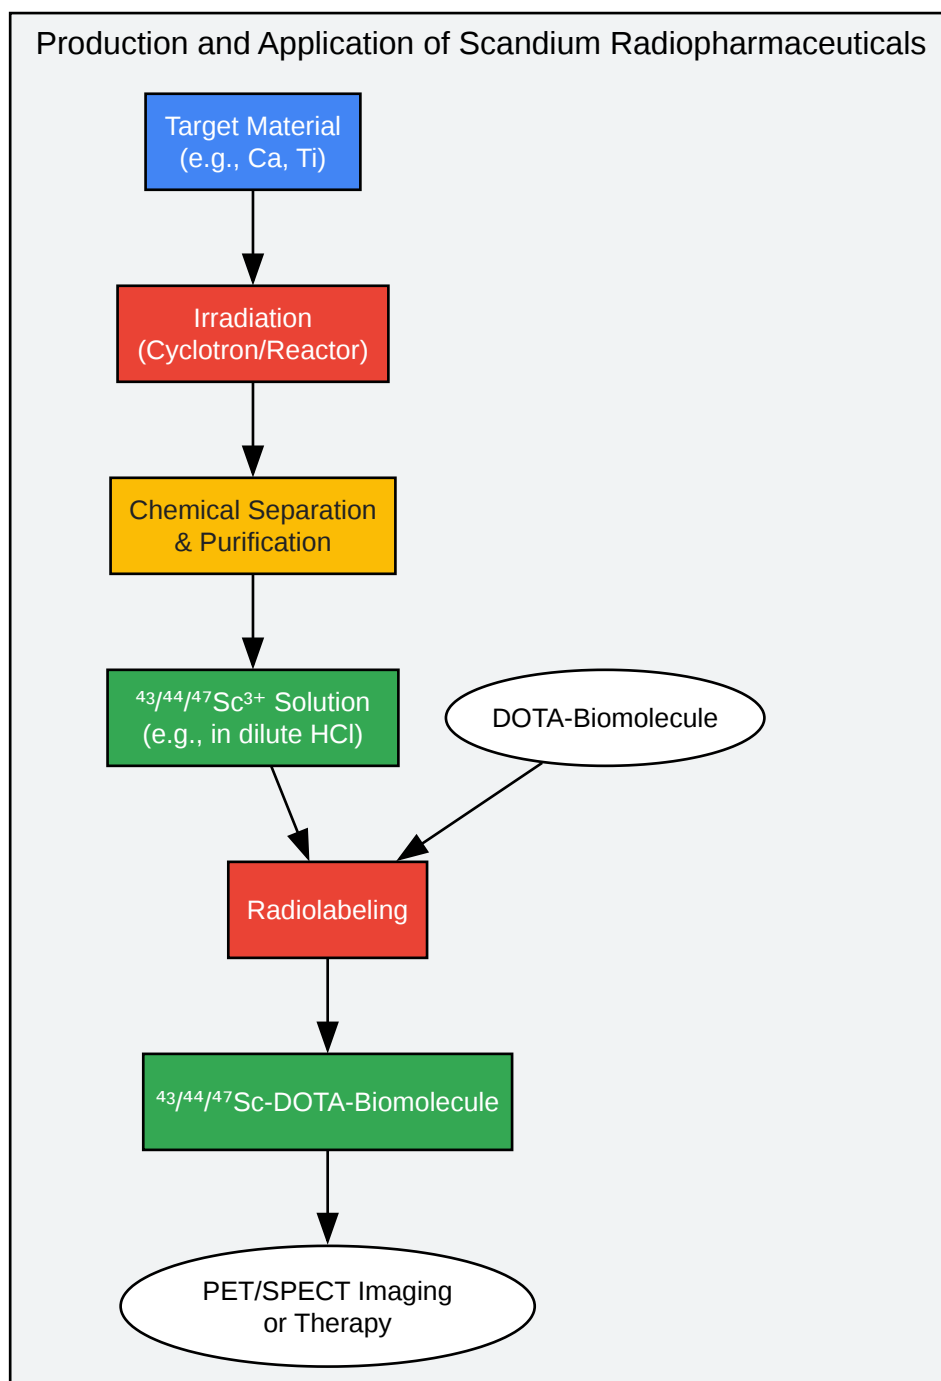 Production and Application of Scandium Radiopharmaceuticals
Target Material
(e.g., Ca, Ti)
Irradiation
(Cyclotron/Reactor)
Chemical Separation
& Purification
⁴³/⁴⁴/⁴⁷Sc³⁺ Solution
(e.g., in dilute HCl)
DOTA-Biomolecule
Radiolabeling
⁴³/⁴⁴/⁴⁷Sc-DOTA-Biomolecule
PET/SPECT Imaging
or Therapy